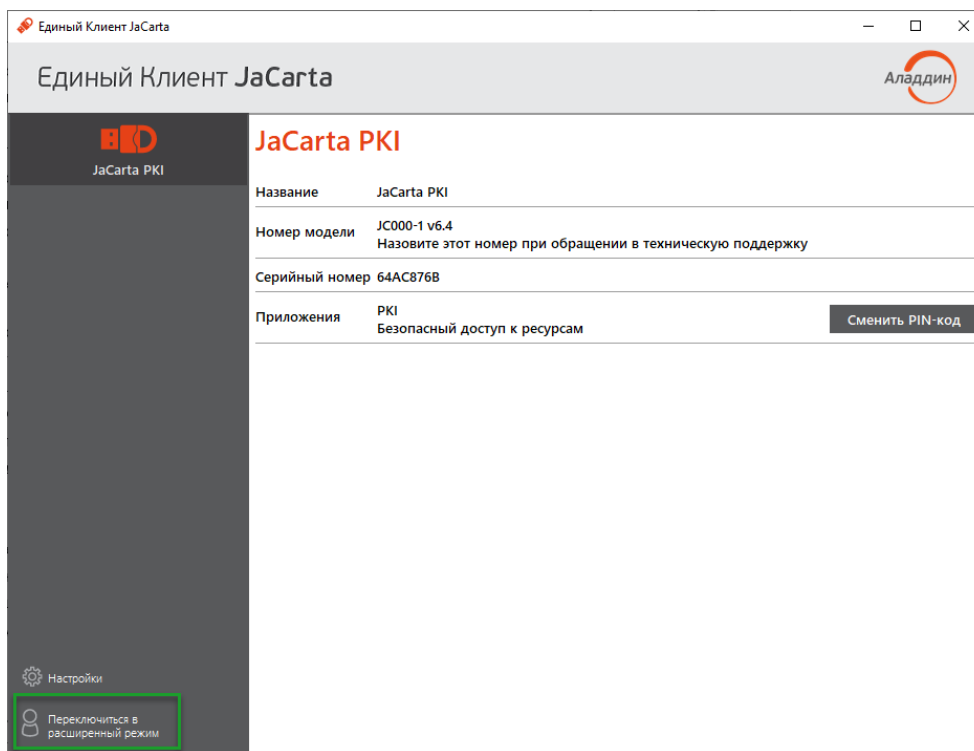 Единый Клиент JaCarta
Единый Клиент JaCarta
Аладдин
JaCarta PKI
JaCarta PKI
Название JaCarta PKI
Номер модели JC000-1 v6.4
Назовите этот номер при обращении в техническую поддержку
Серийный номер 64AC876B
Приложения PKI
Безопасный доступ к ресурсам
Сменить PIN-код
Настройки
Переключиться в
расширенный режим